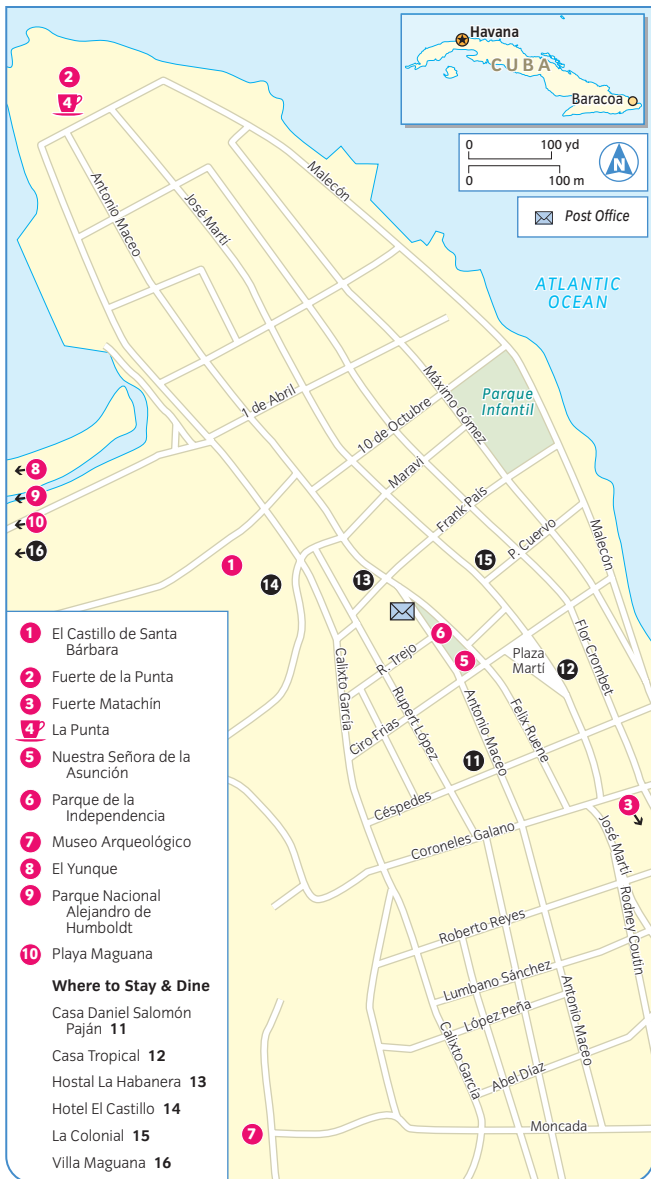 Havana
CUBA
Baracoa
0 100 yd
0 100 m
N
Post Office
ATLANTIC
OCEAN
2
4
Antonio Maceo
José Martí
Malecón
1 de Abril
Máximo Gómez
10 de Octubre
Parque
Infantil
Maravi
Frank País
P. Cuervo
Malecón
8
9
10
16
1
14
13
15
6
5
R. Trejo
Plaza
Martí
12
Flor Crombet
Calixto García
Rupert López
Ciro Frias
Antonio Maceo
Felix Ruene
11
Céspedes
Coroneles Galano
3
José Martí
Rodney Coutin
Roberto Reyes
Lumbano Sánchez
López Peña
Antonio Maceo
Calixto García
Abel Díaz
Moncada
7
1 El Castillo de Santa
Bárbara
2 Fuerte de la Punta
3 Fuerte Matachín
4 La Punta
5 Nuestra Señora de la
Asunción
6 Parque de la
Independencia
7 Museo Arqueológico
8 El Yunque
9 Parque Nacional
Alejandro de
Humboldt
10 Playa Maguana
Where to Stay & Dine
Casa Daniel Salomón
Paján 11
Casa Tropical 12
Hostal La Habanera 13
Hotel El Castillo 14
La Colonial 15
Villa Maguana 16